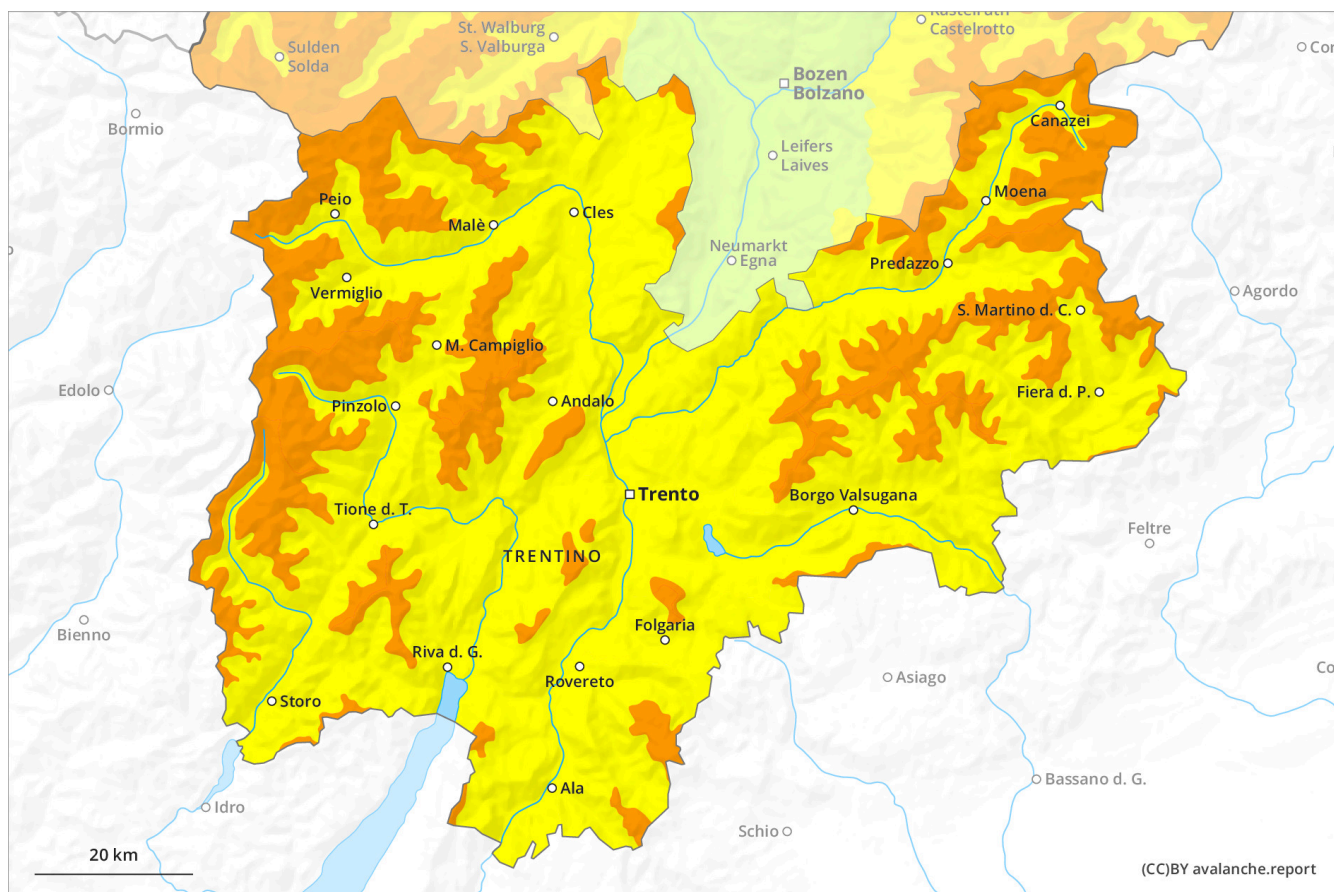 Kastelruth
Castelrotto
St. Walburg
S. Valburga
Sulden
Solda
Bozen
Bolzano
Bormio
Canazei
Leifers
Laives
Peio
Malè
Cles
Moena
Neumarkt
Egna
Predazzo
Vermiglio
Agordo
S. Martino d. C.
M. Campiglio
Edolo
Pinzolo
Andalo
Fiera d. P.
Trento
Borgo Valsugana
Tione d. T.
Feltre
TRENTINO
Bienno
Folgaria
Riva d. G.
Rovereto
Asiago
Storo
Bassano d. G.
Ala
Idro
Schio
20 km
(CC)BY avalanche.report